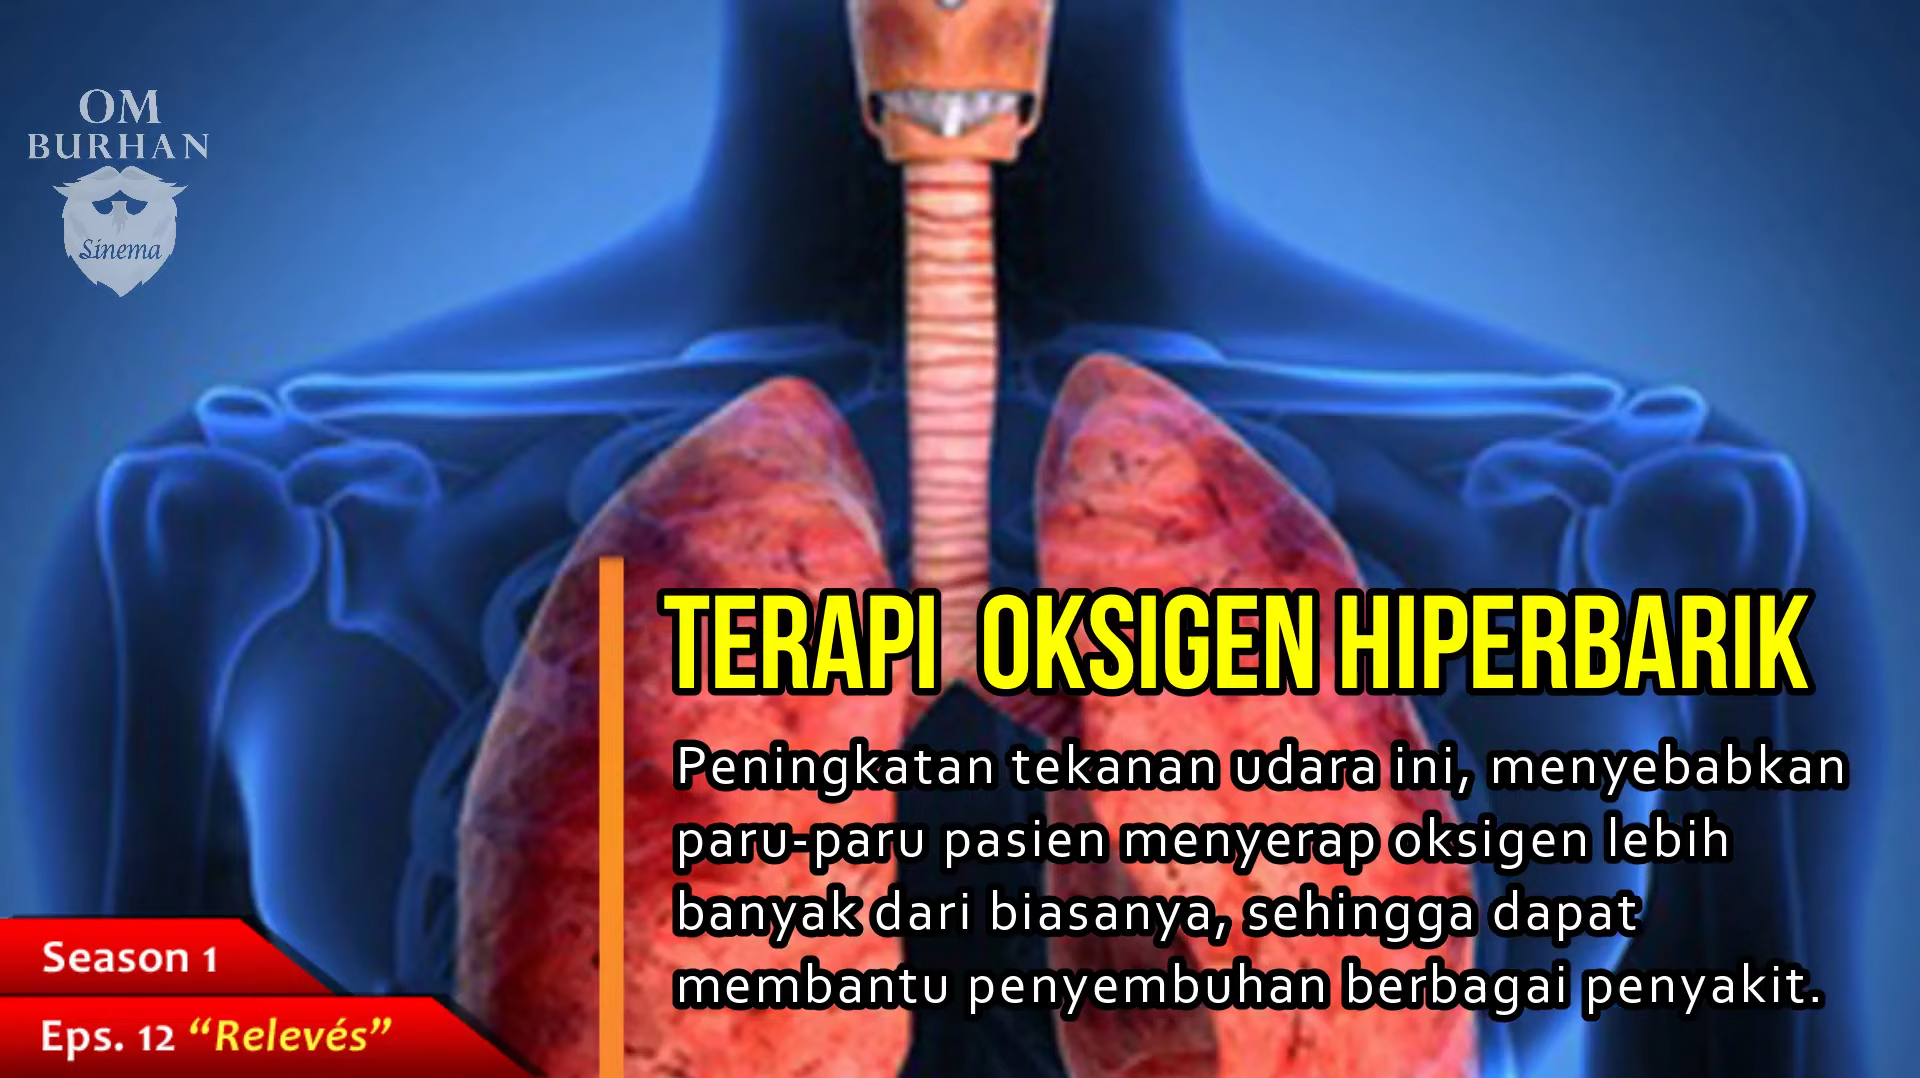 OM
BURHAN
Sinema
TERAPI OKSIGEN HIPERBARIK
Peningkatan tekanan udara ini, menyebabkan
paru-paru pasien menyerap oksigen lebih
banyak dari biasanya, sehingga dapat
membantu penyembuhan berbagai penyakit.
Season 1
Eps. 12 “Relevés”